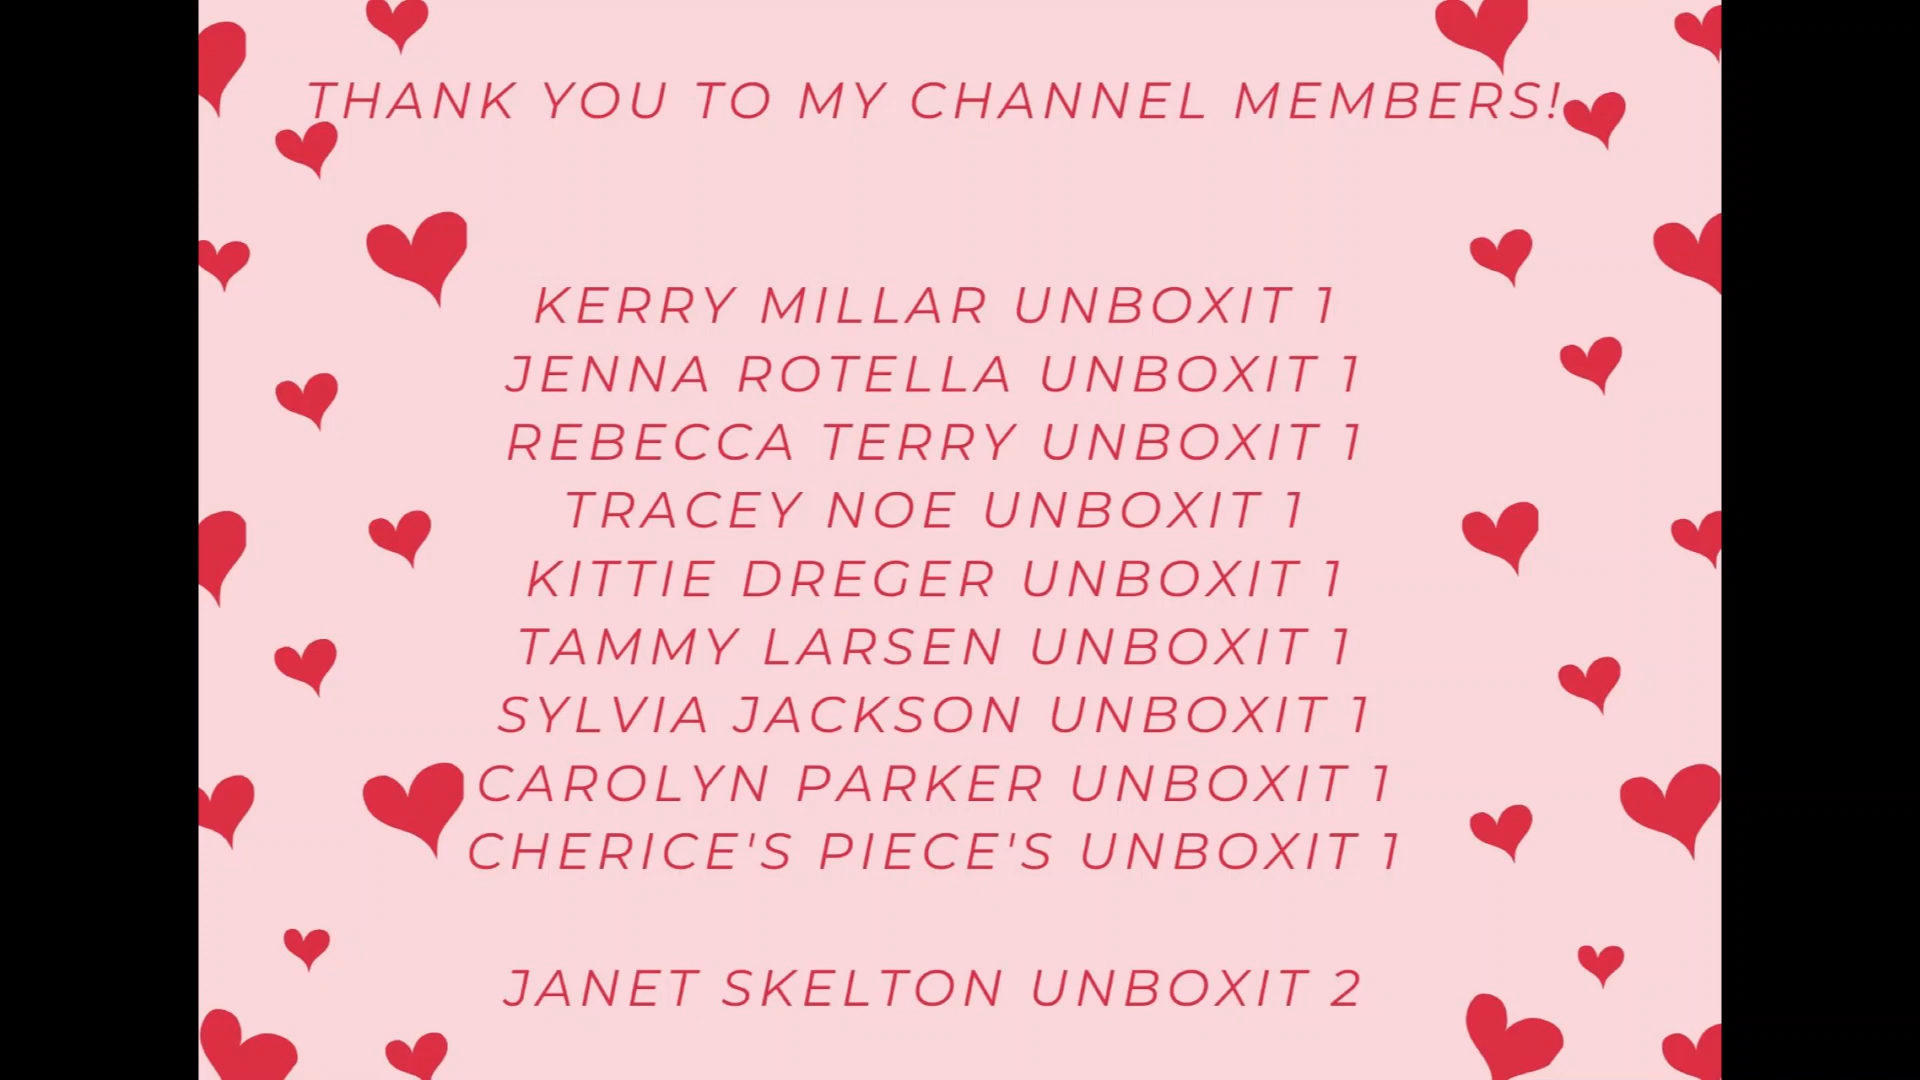 THANK YOU TO MY CHANNEL MEMBERS!
KERRY MILLAR UNBOXIT 1
JENNA ROTELLA UNBOXIT 1
REBECCA TERRY UNBOXIT 1
TRACEY NOE UNBOXIT 1
KITTIE DREGER UNBOXIT 1
TAMMY LARSEN UNBOXIT 1
SYLVIA JACKSON UNBOXIT 1
CAROLYN PARKER UNBOXIT 1
CHERICE'S PIECE'S UNBOXIT 1
JANET SKELTON UNBOXIT 2